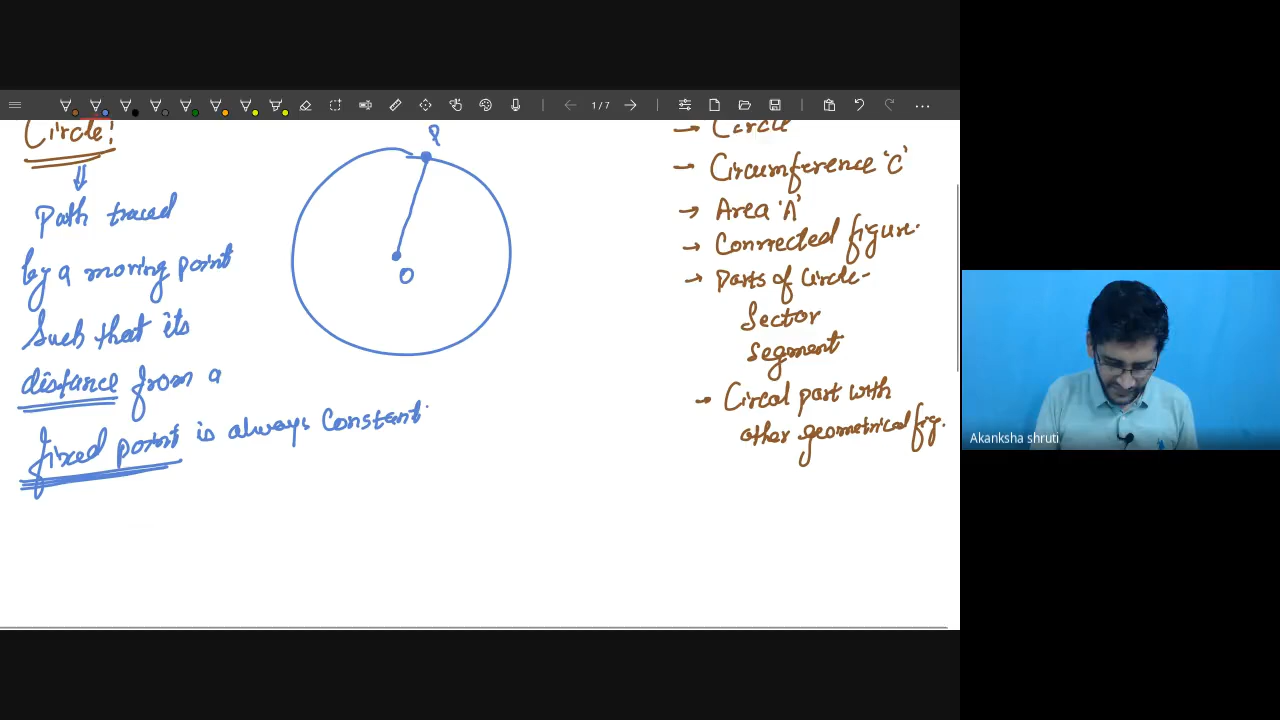 1/7
Circle!
Path traced
by a moving point
Such that its
distance from a
fixed point is always constant.
P
O
→ Circle
→ Circumference 'C'
→ Area 'A'
→ Connected figure.
→ Parts of Circle-
Sector
Segment
→ Circal part with
other geometrical fig.
Akanksha shruti